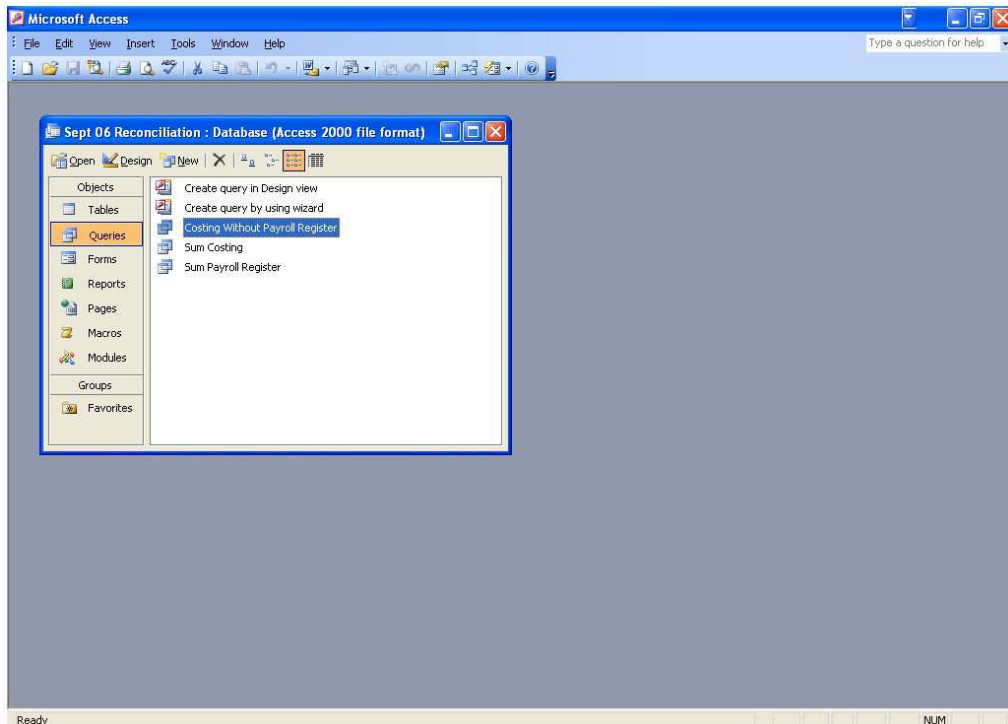 Microsoft Access
File Edit View Insert Tools Window Help
Type a question for help
Sept 06 Reconciliation : Database (Access 2000 file format)
Open Design New
Objects
Tables
Queries
Forms
Reports
Pages
Macros
Modules
Groups
Favorites
Create query in Design view
Create query by using wizard
Costing Without Payroll Register
Sum Costing
Sum Payroll Register
Ready
NUM